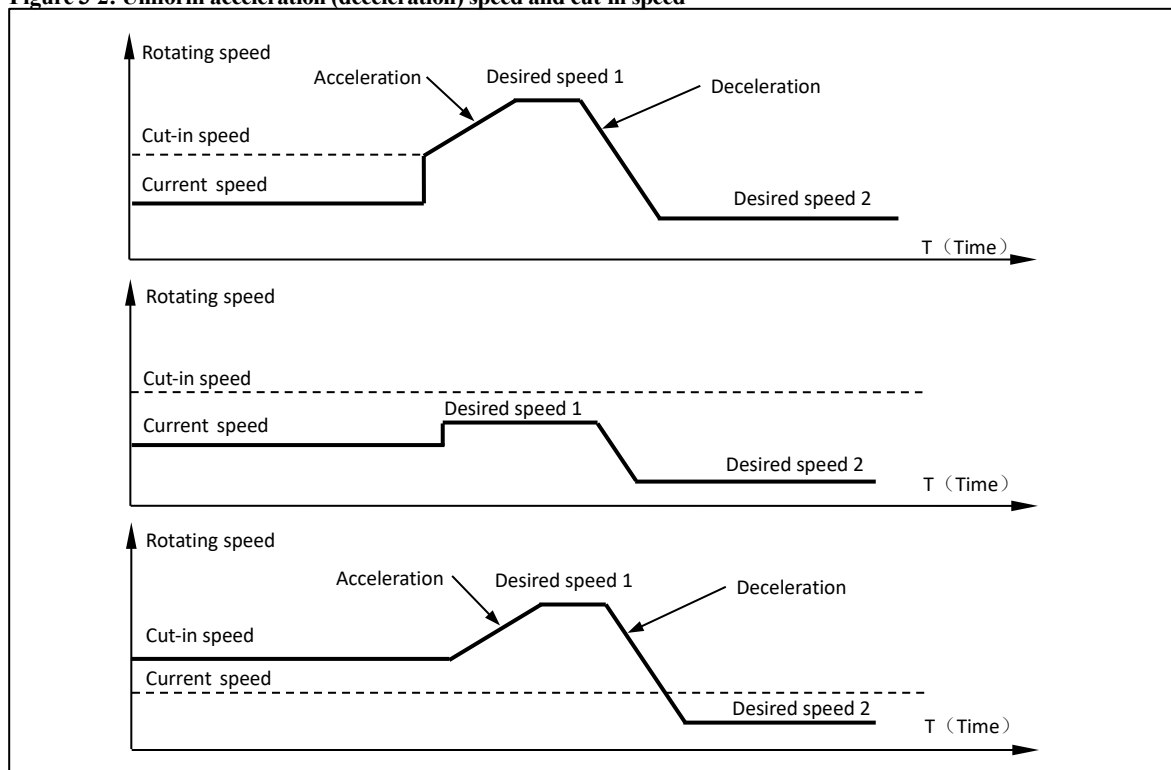 Figure 3-2: Uniform acceleration (deceleration) speed and cut-in speed
Rotating speed
Acceleration
Desired speed 1
Deceleration
Cut-in speed
Current speed
Desired speed 2
T（Time）
Rotating speed
Cut-in speed
Desired speed 1
Current speed
Desired speed 2
T（Time）
Rotating speed
Acceleration
Desired speed 1
Deceleration
Cut-in speed
Current speed
Desired speed 2
T（Time）